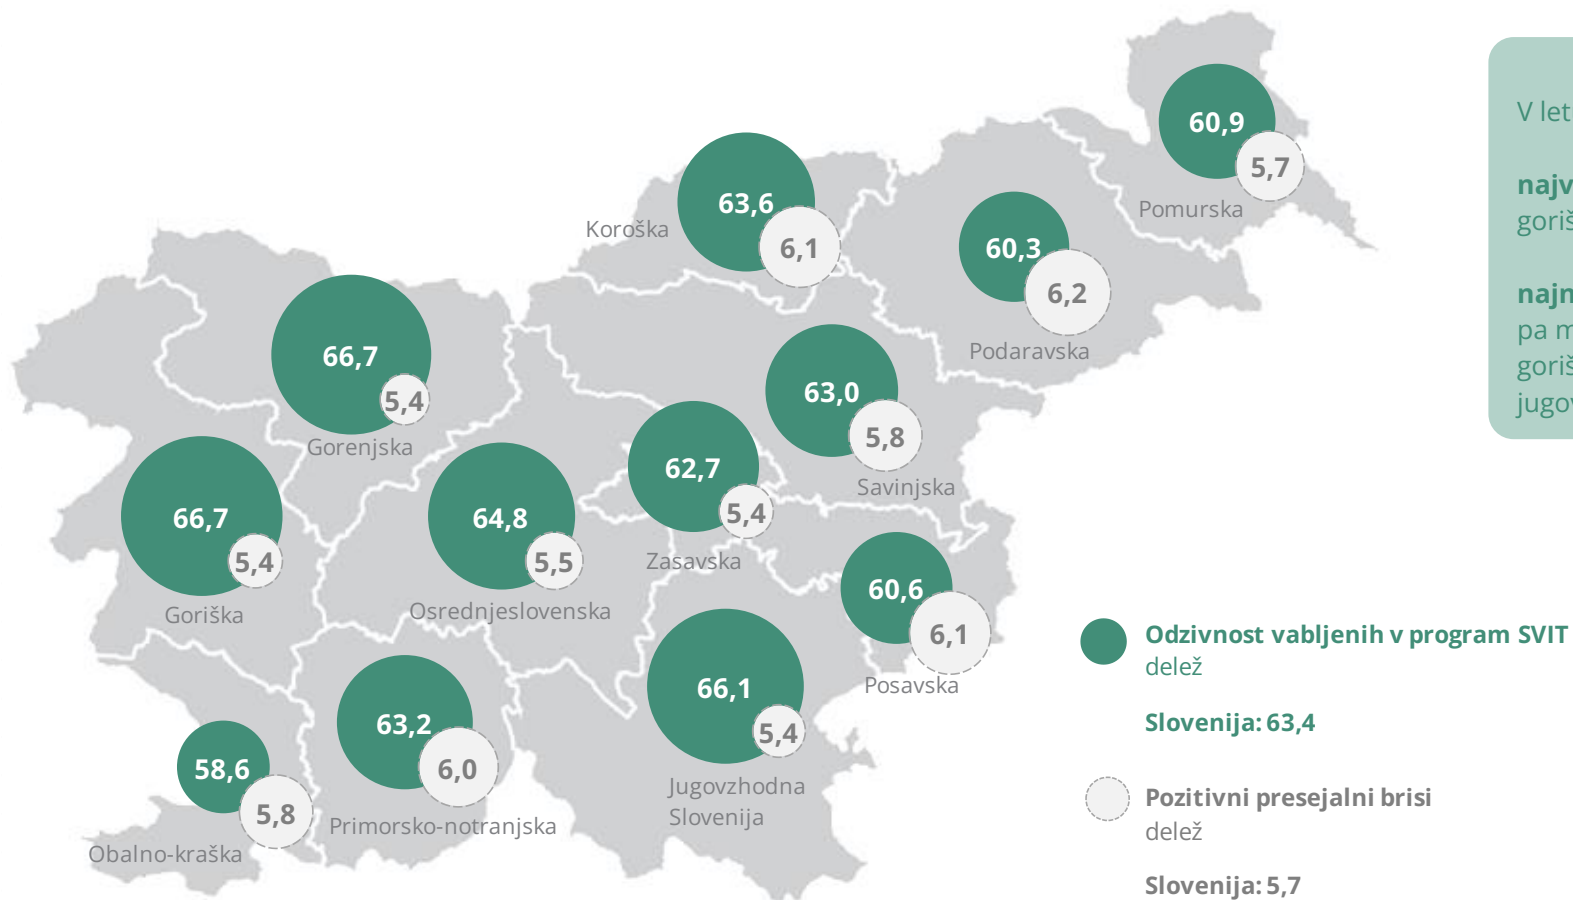 60,9
5,7
Pomurska
63,6
6,1
Koroška
60,3
6,2
Podaravska
66,7
5,4
Gorenjska
63,0
5,8
Savinjska
62,7
5,4
Zasavska
66,7
5,4
Goriška
64,8
5,5
Osrednjeslovenska
60,6
6,1
Posavska
66,1
5,4
Jugovzhodna
Slovenija
63,2
6,0
Primorsko-notranjska
58,6
5,8
Obalno-kraška
V let
najv
goriš
najn
pa m
goriš
jugov
Odzivnost vabljenih v program SVIT
delež
Slovenija: 63,4
Pozitivni presejalni brisi
delež
Slovenija: 5,7